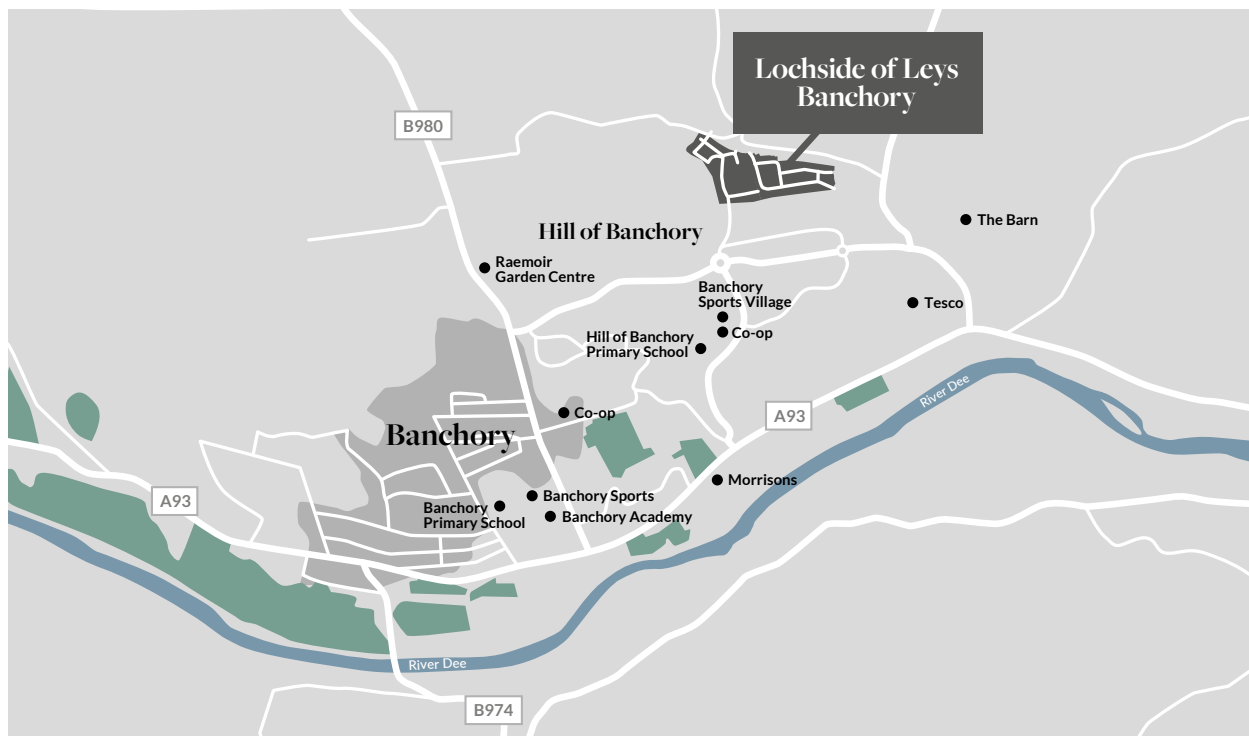 Lochside of Leys
Banchory
B980
The Barn
Hill of Banchory
Raemoir
Garden Centre
Banchory
Sports Village
Tesco
Co-op
Hill of Banchory
Primary School
River Dee
Co-op
A93
Banchory
Morrisons
A93
Banchory Sports
Banchory
Primary School
Banchory Academy
River Dee
B974